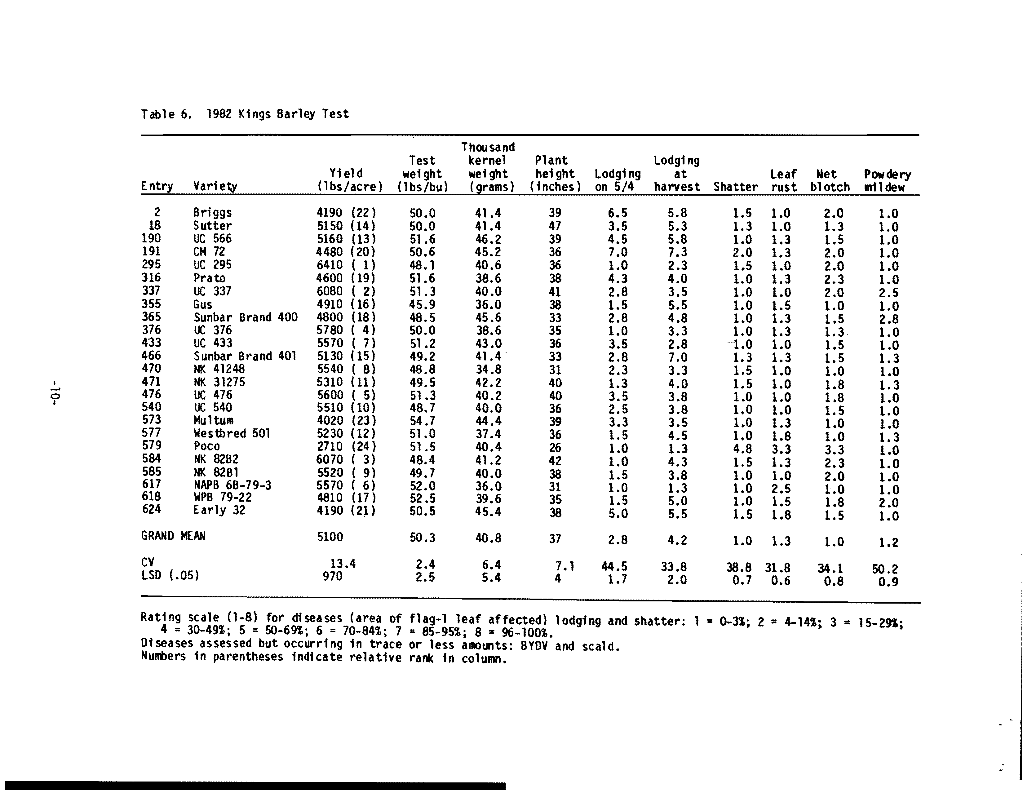 Table 6. 1982 Kings Barley Test
Thousand
Test kernel Plant Lodging
Yield weight weight height Lodging at Leaf Net Powdery
Entry Variety (lbs/acre) (lbs/bu) (grams) (inches) on 5/4 harvest Shatter rust blotch mildew
2 Briggs 4190 (22) 50.0 41.4 39 6.5 5.8 1.5 1.0 2.0 1.0
18 Sutter 5150 (14) 50.0 41.4 47 3.5 5.3 1.3 1.0 1.3 1.0
190 UC 566 5160 (13) 51.6 46.2 39 4.5 5.8 1.0 1.3 1.5 1.0
191 CM 72 4480 (20) 50.6 45.2 36 7.0 7.3 2.0 1.3 2.0 1.0
295 UC 295 6410 ( 1) 48.1 40.6 36 1.0 2.3 1.5 1.0 2.0 1.0
316 Prato 4600 (19) 51.6 38.6 38 4.3 4.0 1.0 1.3 2.3 1.0
337 UC 337 6080 ( 2) 51.3 40.0 41 2.8 3.5 1.0 1.0 2.0 2.5
355 Gus 4910 (16) 45.9 36.0 38 1.5 5.5 1.0 1.5 1.0 1.0
365 Sunbar Brand 400 4800 (18) 48.5 45.6 33 2.8 4.8 1.0 1.3 1.5 2.8
376 UC 376 5780 ( 4) 50.0 38.6 35 1.0 3.3 1.0 1.3 1.3 1.0
433 UC 433 5570 ( 7) 51.2 43.0 36 3.5 2.8 1.0 1.0 1.5 1.0
466 Sunbar Brand 401 5130 (15) 49.2 41.4 33 2.8 7.0 1.3 1.3 1.5 1.3
470 NK 41248 5540 ( 8) 48.8 34.8 31 2.3 3.3 1.5 1.0 1.0 1.0
471 NK 31275 5310 (11) 49.5 42.2 40 1.3 4.0 1.5 1.0 1.8 1.3
476 UC 476 5600 ( 5) 51.3 40.2 40 3.5 3.8 1.0 1.0 1.8 1.0
540 UC 540 5510 (10) 48.7 40.0 36 2.5 3.8 1.0 1.0 1.5 1.0
573 Multum 4020 (23) 54.7 44.4 39 3.3 3.5 1.0 1.3 1.0 1.0
577 Westbred 501 5230 (12) 51.0 37.4 36 1.5 4.5 1.0 1.8 1.0 1.3
579 Poco 2710 (24) 51.5 40.4 26 1.0 1.3 4.8 3.3 3.3 1.0
584 NK 8282 6070 ( 3) 48.4 41.2 42 1.0 4.3 1.5 1.3 2.3 1.0
585 NK 8281 5520 ( 9) 49.7 40.0 38 1.5 3.8 1.0 1.0 2.0 1.0
617 NAPB 68-79-3 5570 ( 6) 52.0 36.0 31 1.0 1.3 1.0 2.5 1.0 1.0
618 WPB 79-22 4810 (17) 52.5 39.6 35 1.5 5.0 1.0 1.5 1.8 2.0
624 Early 32 4190 (21) 50.5 45.4 38 5.0 5.5 1.5 1.8 1.5 1.0
GRAND MEAN 5100 50.3 40.8 37 2.8 4.2 1.0 1.3 1.0 1.2
CV 13.4 2.4 6.4 7.1 44.5 33.8 38.8 31.8 34.1 50.2
LSD (.05) 970 2.5 5.4 4 1.7 2.0 0.7 0.6 0.8 0.9
Rating scale (1-8) for diseases (area of flag-1 leaf affected) lodging and shatter: 1 = 0-3%; 2 = 4-14%; 3 = 15-29%;
4 = 30-49%; 5 = 50-69%; 6 = 70-84%; 7 = 85-95%; 8 = 96-100%.
Diseases assessed but occurring in trace or less amounts: BYDV and scald.
Numbers in parentheses indicate relative rank in column.
-10-